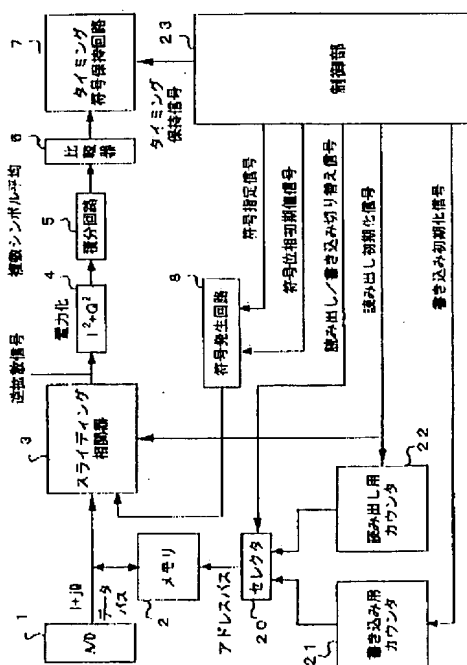 1
A/D
I+jQ
データ
バス
2
メモリ
アドレスバス
20
セレクタ
21
書き込み用
カウンタ
22
読み出し用
カウンタ
3
スライディング
相関器
逆拡散信号
4
電力化
I²+Q²
5
積分回路
複数シンボル平均
6
比較器
7
タイミング
符号保持回路
8
符号発生回路
23
制御部
タイミング
保持信号
符号指定信号
符号位相初期値信号
読み出し/書き込み切り替え信号
読み出し初期化信号
書き込み初期化信号